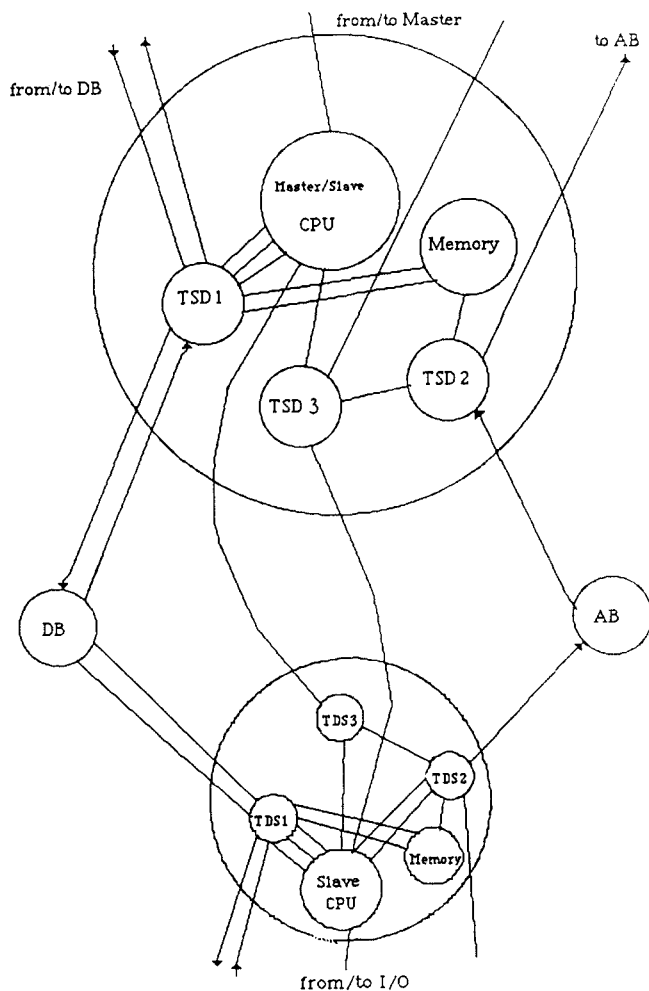 from/to Master
to AB
from/to DB
Master/Slave
CPU
Memory
TSD 1
TSD 2
TSD 3
DB
AB
TDS3
TDS2
TDS1
Memory
Slave
CPU
from/to I/O